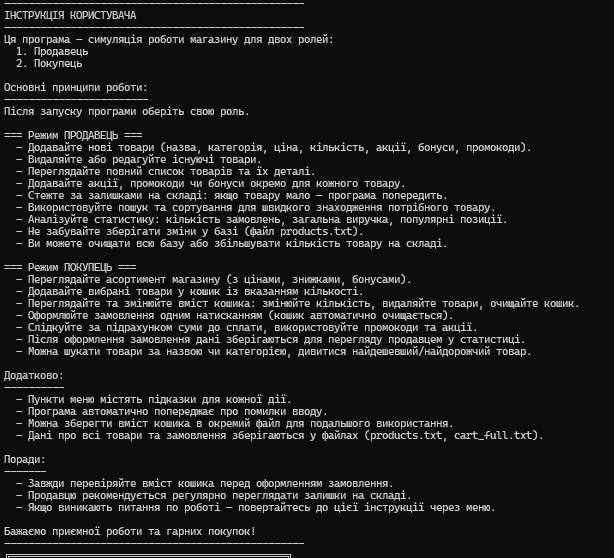 --------------------------------------------------
ІНСТРУКЦІЯ КОРИСТУВАЧА
--------------------------------------------------
Ця програма — симуляція роботи магазину для двох ролей:
  1. Продавець
  2. Покупець

Основні принципи роботи:
------------------------
Після запуску програми оберіть свою роль.

=== Режим ПРОДАВЕЦЬ ===
  - Додавайте нові товари (назва, категорія, ціна, кількість, акції, бонуси, промокоди).
  - Видаляйте або редагуйте існуючі товари.
  - Переглядайте повний список товарів та їх деталі.
  - Додавайте акції, промокоди чи бонуси окремо для кожного товару.
  - Стежте за залишками на складі: якщо товару мало — програма попередить.
  - Використовуйте пошук та сортування для швидкого знаходження потрібного товару.
  - Аналізуйте статистику: кількість замовлень, загальна виручка, популярні позиції.
  - Не забувайте зберігати зміни у базі (файл products.txt).
  - Ви можете очищати всю базу або збільшувати кількість товару на складі.

=== Режим ПОКУПЕЦЬ ===
  - Переглядайте асортимент магазину (з цінами, знижками, бонусами).
  - Додавайте вибрані товари у кошик із вказанням кількості.
  - Переглядайте та змінюйте вміст кошика: змінюйте кількість, видаляйте товари, очищайте кошик.
  - Оформлюйте замовлення одним натисканням (кошик автоматично очищається).
  - Слідкуйте за підрахунком суми до сплати, використовуйте промокоди та акції.
  - Після оформлення замовлення дані зберігаються для перегляду продавцем у статистиці.
  - Можна шукати товари за назвою чи категорією, дивитися найдешевший/найдорожчий товар.

Додатково:
----------
  - Пункти меню містять підказки для кожної дії.
  - Програма автоматично попереджає про помилки вводу.
  - Можна зберегти вміст кошика в окремий файл для подальшого використання.
  - Дані про всі товари та замовлення зберігаються у файлах (products.txt, cart_full.txt).

Поради:
-------
  - Завжди перевіряйте вміст кошика перед оформленням замовлення.
  - Продавцю рекомендується регулярно переглядати залишки на складі.
  - Якщо виникають питання по роботі — повертайтесь до цієї інструкції через меню.

Бажаємо приємної роботи та гарних покупок!
--------------------------------------------------